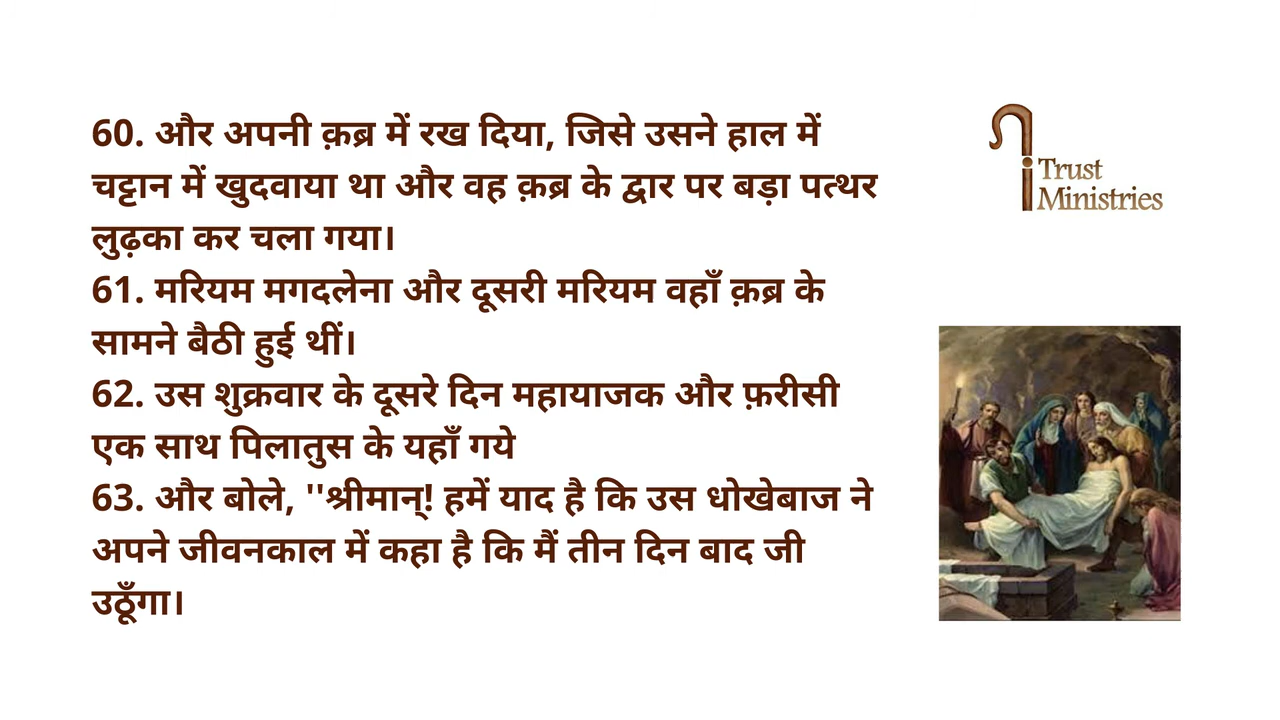 60. और अपनी क़ब्र में रख दिया, जिसे उसने हाल में
चट्टान में खुदवाया था और वह क़ब्र के द्वार पर बड़ा पत्थर
लुढ़का कर चला गया।
61. मरियम मगदलेना और दूसरी मरियम वहाँ क़ब्र के
सामने बैठी हुई थीं।
62. उस शुक्रवार के दूसरे दिन महायाजक और फ़रीसी
एक साथ पिलातुस के यहाँ गये
63. और बोले, ''श्रीमान्! हमें याद है कि उस धोखेबाज ने
अपने जीवनकाल में कहा है कि मैं तीन दिन बाद जी
उठूँगा।
i Trust
Ministries